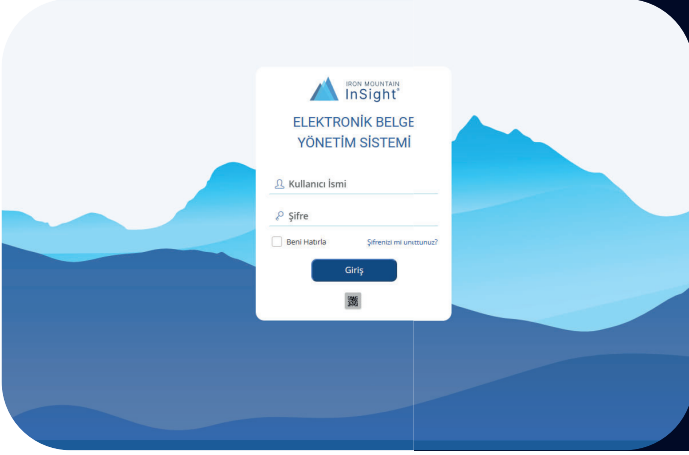 IRON MOUNTAIN
InSight®
ELEKTRONİK BELGE
YÖNETİM SİSTEMİ
Kullanıcı İsmi
Şifre
Beni Hatırla
Şifrenizi mi unuttunuz?
Giriş